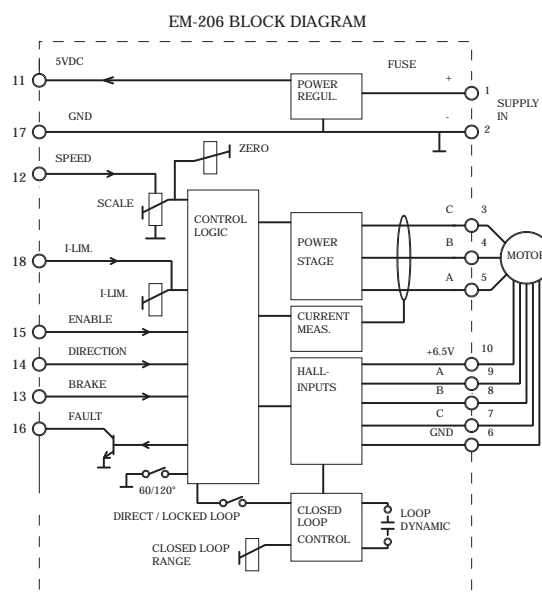 EM-206 BLOCK DIAGRAM
5VDC
FUSE
11
POWER
REGUL.
+
1
SUPPLY
IN
GND
17
-
2
SPEED
12
ZERO
SCALE
CONTROL
LOGIC
POWER
STAGE
C
3
B
4
MOTOR
A
5
I-LIM.
18
I-LIM.
CURRENT
MEAS.
ENABLE
15
DIRECTION
14
BRAKE
13
FAULT
16
HALL-
INPUTS
+6.5V
10
A
9
B
8
C
7
GND
6
60/120°
DIRECT / LOCKED LOOP
CLOSED
LOOP
CONTROL
LOOP
DYNAMIC
CLOSED LOOP
RANGE